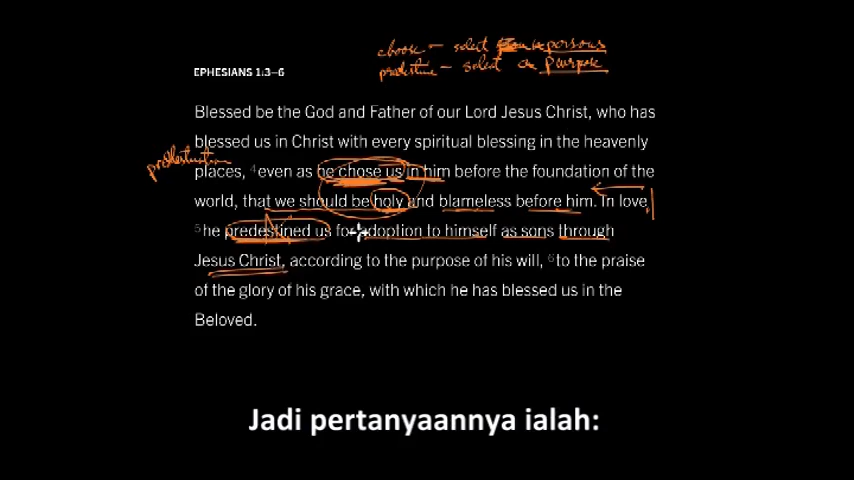 choose – select persons
predestine – select a purpose
EPHESIANS 1:3–6
Blessed be the God and Father of our Lord Jesus Christ, who has
blessed us in Christ with every spiritual blessing in the heavenly
predestination
places, 4 even as he chose us in him before the foundation of the
world, that we should be holy and blameless before him. In love
5 he predestined us for adoption to himself as sons through
Jesus Christ, according to the purpose of his will, 6 to the praise
of the glory of his grace, with which he has blessed us in the
Beloved.
Jadi pertanyaannya ialah: